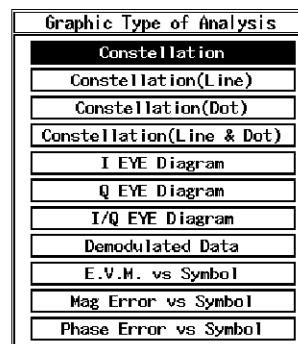 Graphic Type of Analysis
Constellation
Constellation(Line)
Constellation(Dot)
Constellation(Line & Dot)
I EYE Diagram
Q EYE Diagram
I/Q EYE Diagram
Demodulated Data
E.V.M. vs Symbol
Mag Error vs Symbol
Phase Error vs Symbol